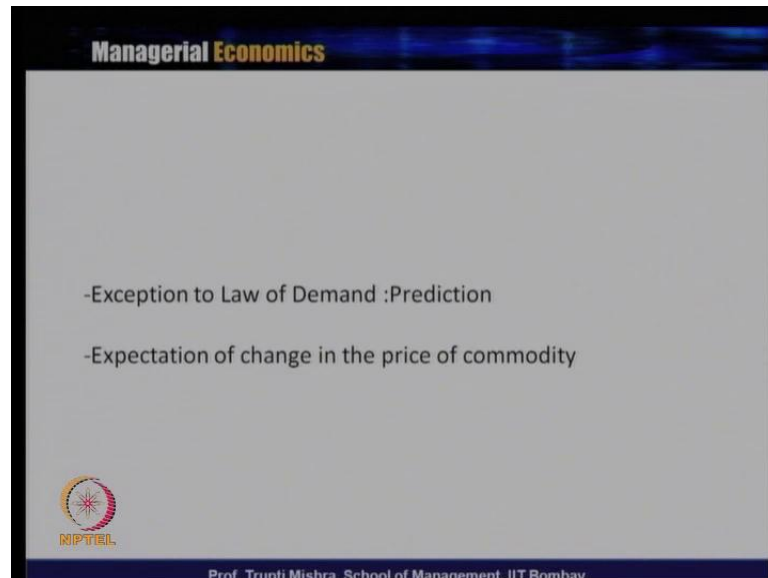 Managerial Economics
-Exception to Law of Demand :Prediction
-Expectation of change in the price of commodity
NPTEL
Prof. Trupti Mishra, School of Management, IIT Bombay